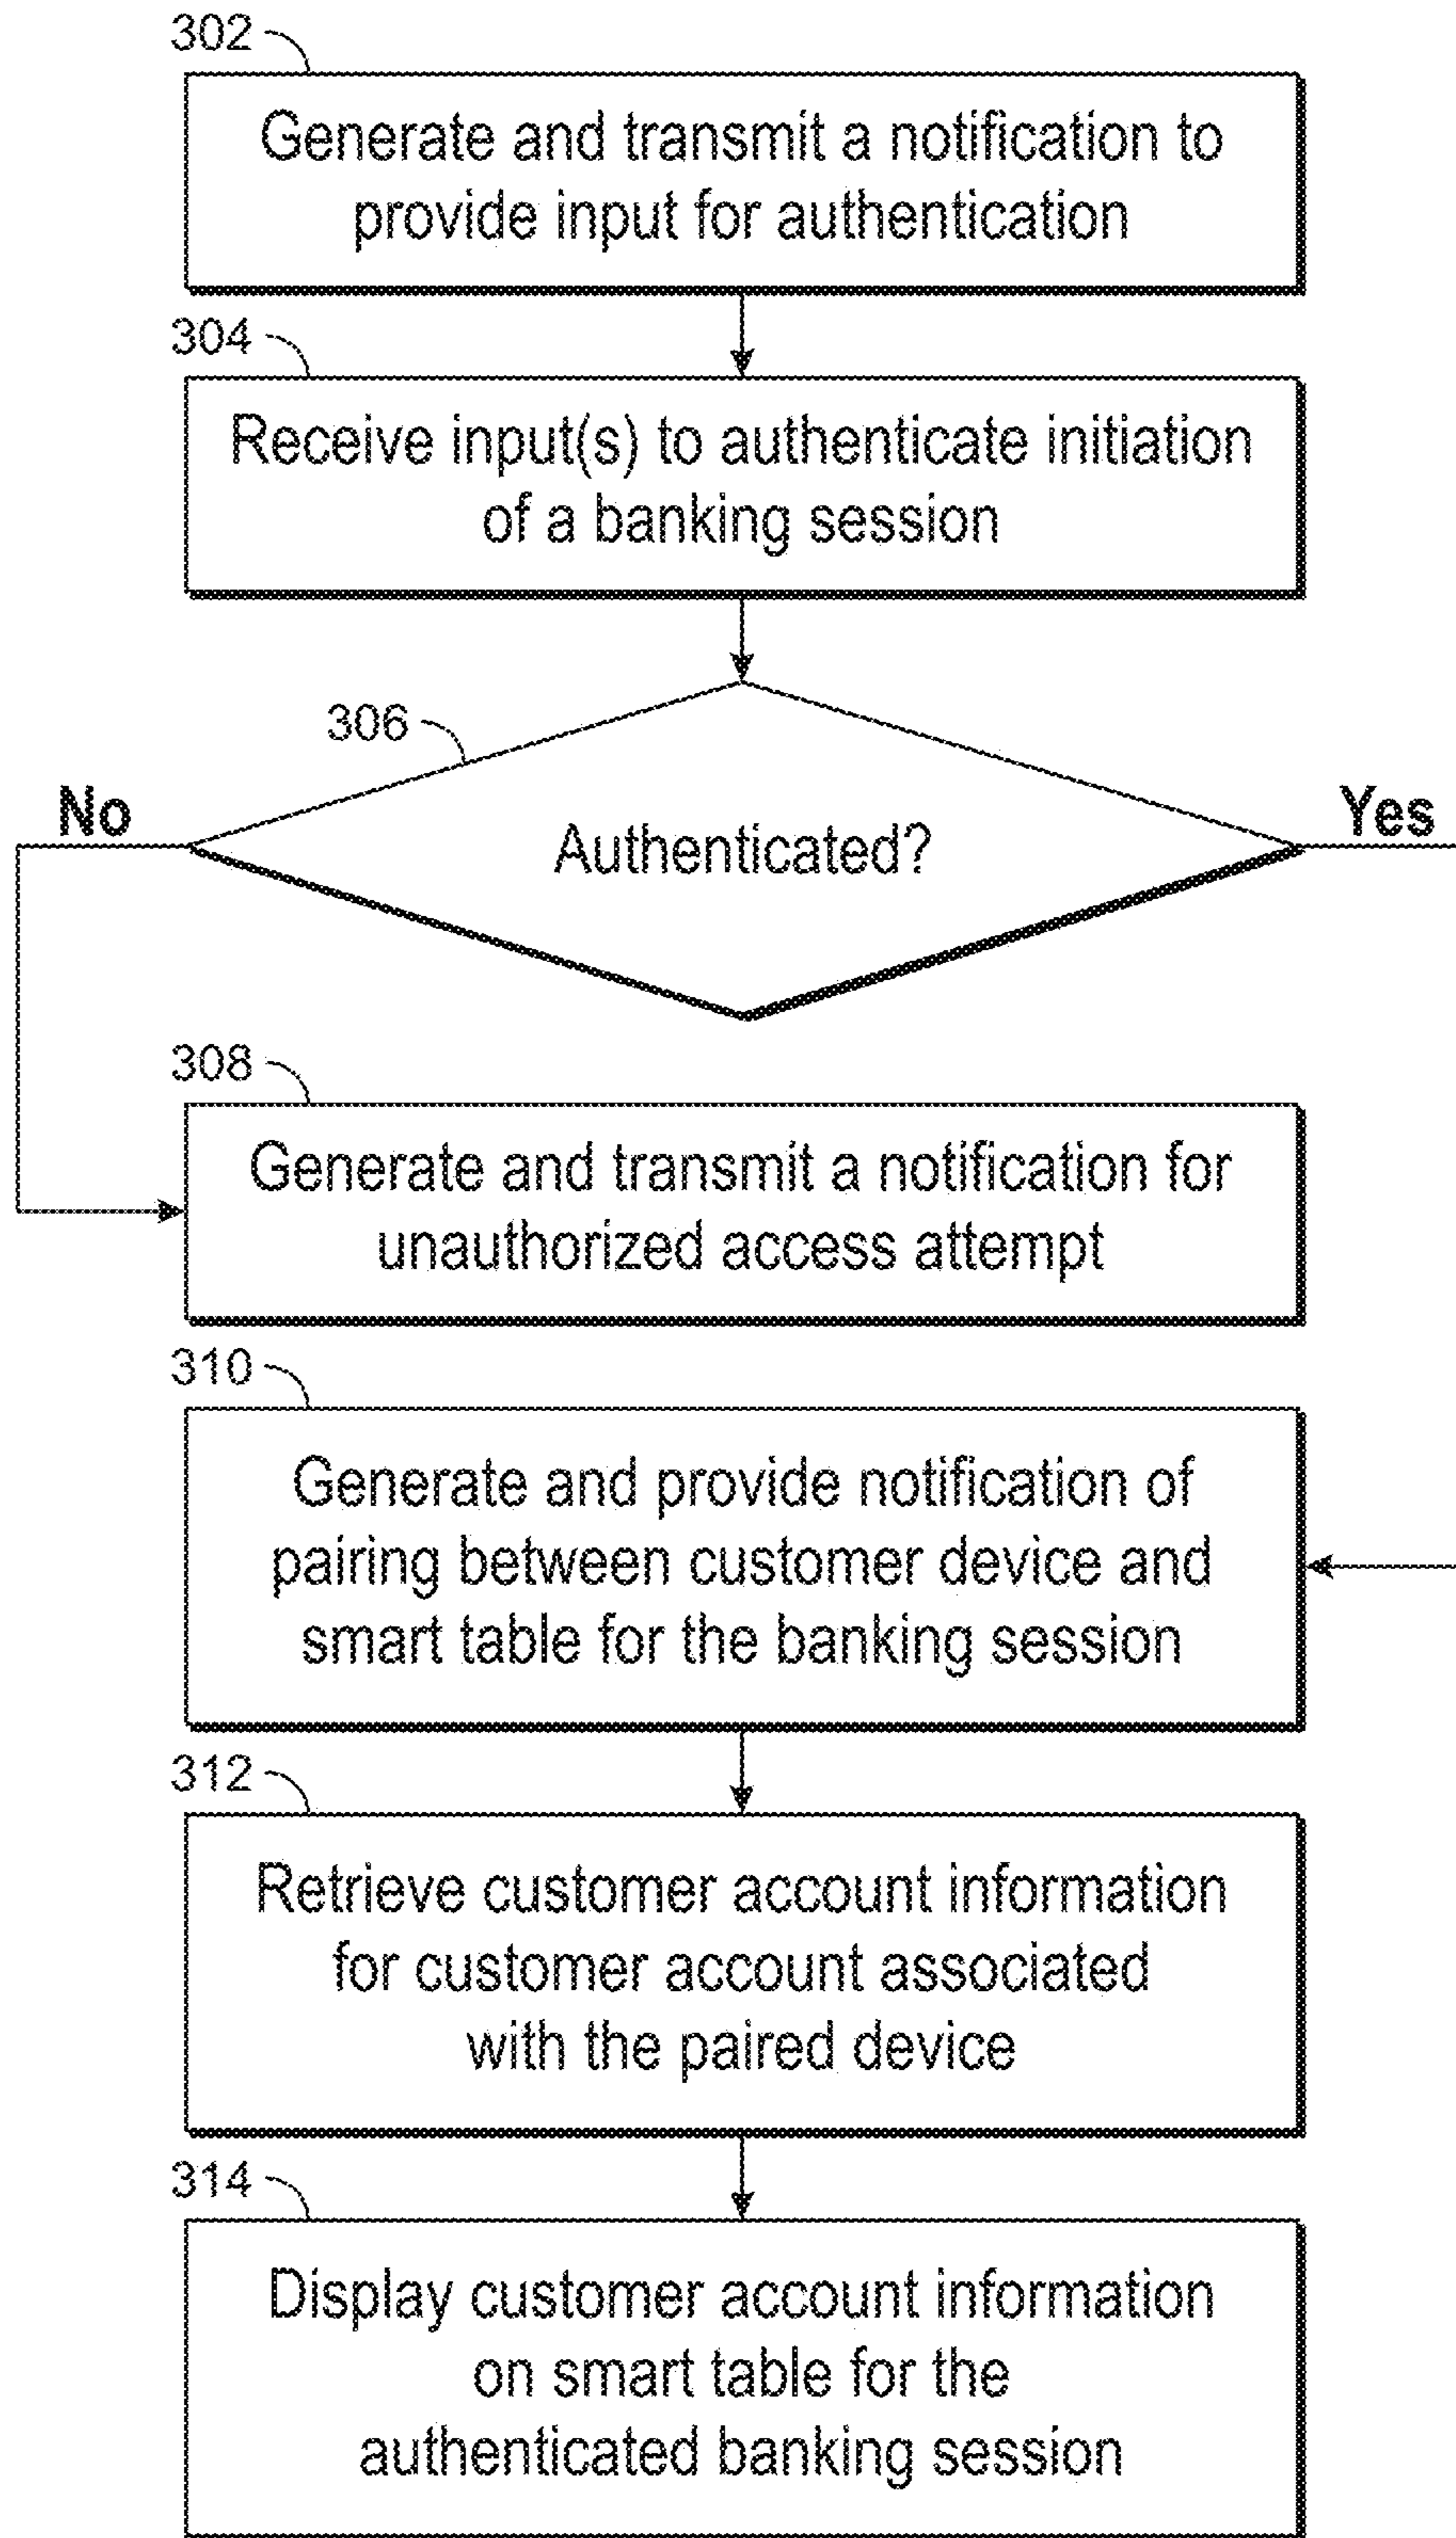 302
Generate and transmit a notification to
provide input for authentication
304
Receive input(s) to authenticate initiation
of a banking session
306
No
Yes
Authenticated?
308
Generate and transmit a notification for
unauthorized access attempt
310
Generate and provide notification of
pairing between customer device and
smart table for the banking session
312
Retrieve customer account information
for customer account associated
with the paired device
314
Display customer account information
on smart table for the
authenticated banking session